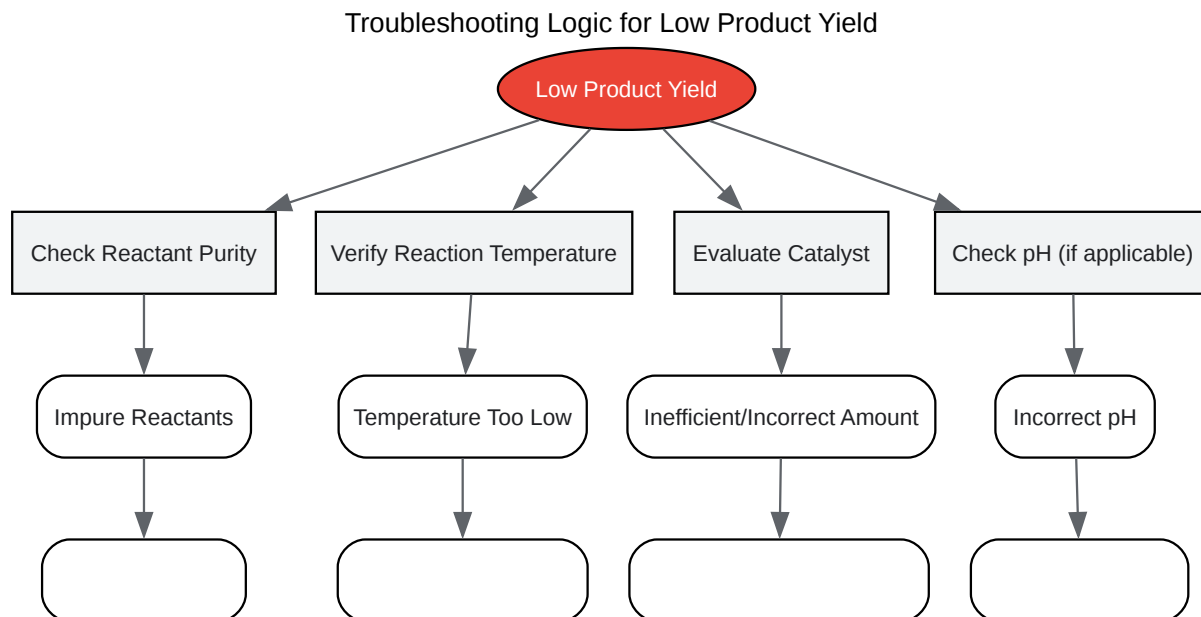 Troubleshooting Logic for Low Product Yield
Low Product Yield
Check Reactant Purity
Verify Reaction Temperature
Evaluate Catalyst
Check pH (if applicable)
Impure Reactants
Temperature Too Low
Inefficient/Incorrect Amount
Incorrect pH